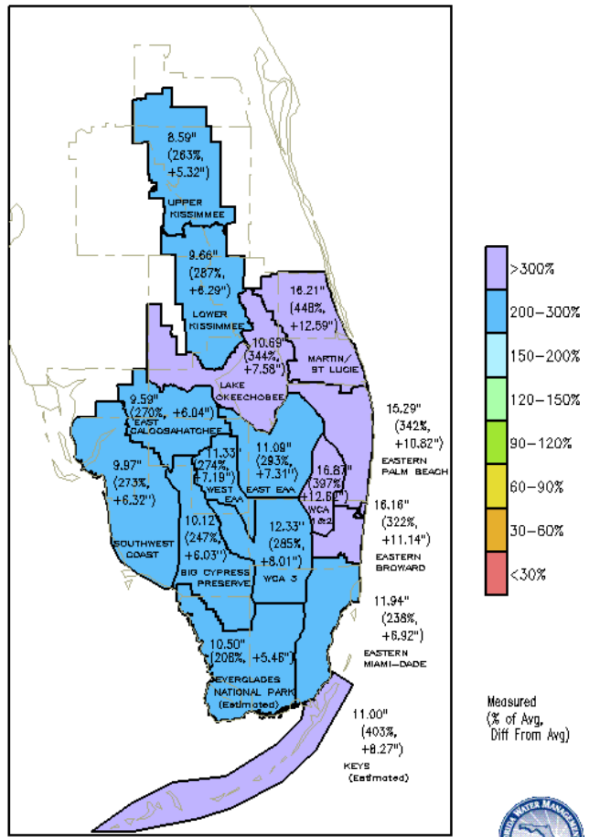 8.59"
(263%,
+5.32")
UPPER
KISSIMMEE
9.66"
(287%,
+6.29")
LOWER
KISSIMMEE
16.21"
(448%,
+12.59")
MARTIN/
ST LUCIE
10.69"
(344%,
+7.58")
LAKE
OKEECHOBEE
9.59"
(270%, +6.04")
EAST
CALOOSAHATCHEE
11.33"
(274%,
+7.19")
WEST
EAA
11.09"
(293%,
+7.31")
EAST EAA
15.29"
(342%,
+10.82")
EASTERN
PALM BEACH
9.97"
(273%,
+6.32")
SOUTHWEST
COAST
16.87"
(397%,
+12.62")
WCA
1&2
10.12"
(247%,
+6.03")
BIG CYPRESS
PRESERVE
12.33"
(285%,
+8.01")
WCA 3
16.16"
(322%,
+11.14")
EASTERN
BROWARD
11.94"
(238%,
+6.92")
EASTERN
MIAMI-DADE
10.50"
(208%, +5.46")
EVERGLADES
NATIONAL PARK
(Estimated)
11.00"
(403%,
+8.27")
KEYS
(Estimated)
>300%
200-300%
150-200%
120-150%
90-120%
60-90%
30-60%
<30%
Measured
(% of Avg,
Diff From Avg)
WATER